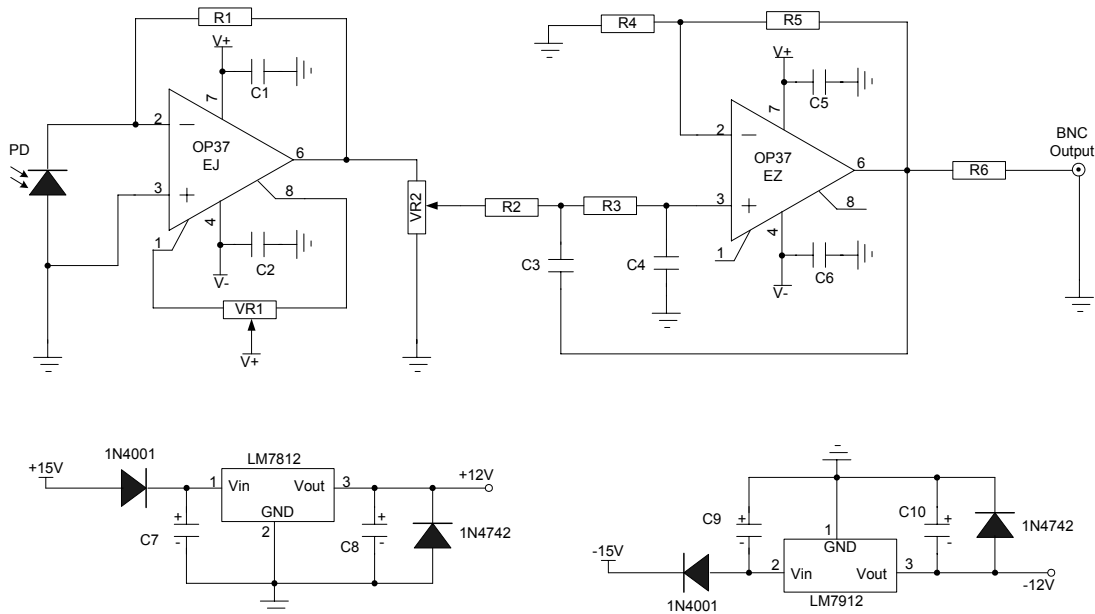 R1
V+
C1
7
2
−
OP37
EJ
6
PD
3
+
8
4
1
C2
V-
VR1
V+
VR2
R2
R3
C3
C4
R4
R5
V+
C5
7
2
−
OP37
EZ
6
3
+
8
4
1
C6
V-
R6
BNC
Output
+15V
1N4001
LM7812
1
Vin
Vout
3
GND
2
+
C7
-
+
C8
-
+12V
1N4742
-15V
1N4001
C9
+
-
1
GND
2
Vin
Vout
3
LM7912
C10
+
-
1N4742
-12V